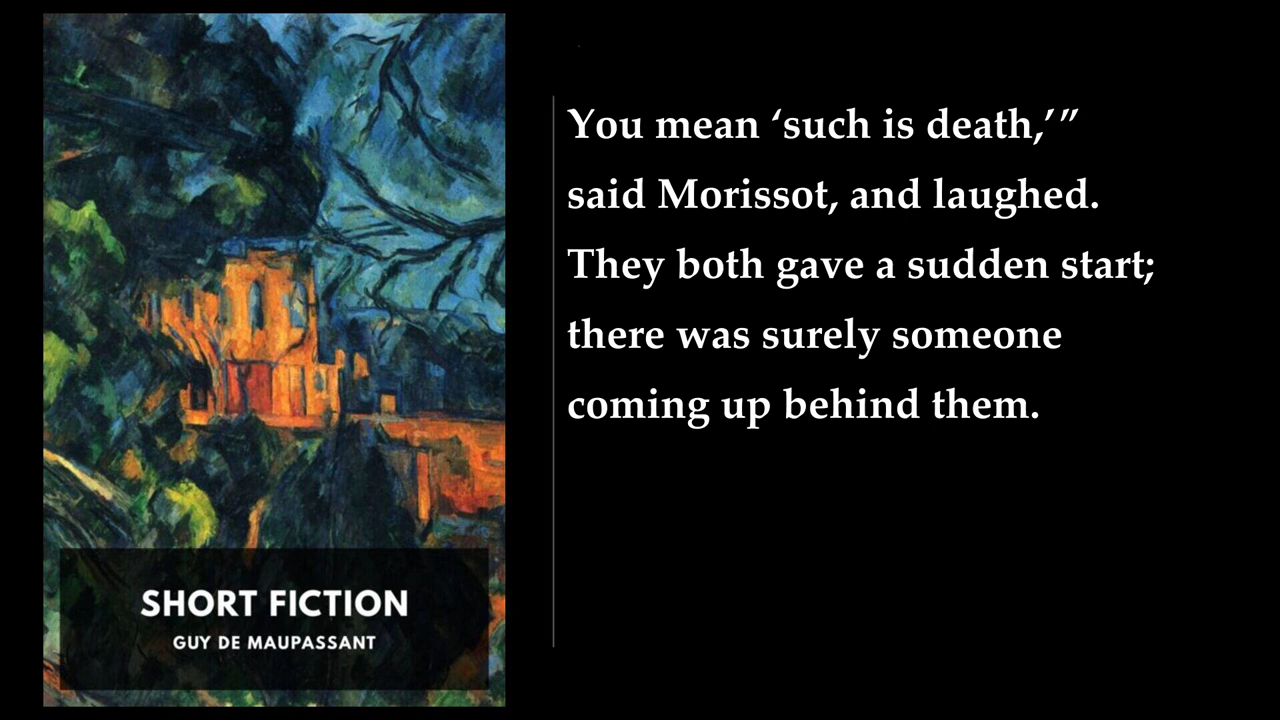 You mean ‘such is death,’”
said Morissot, and laughed.
They both gave a sudden start;
there was surely someone
coming up behind them.
SHORT FICTION
GUY DE MAUPASSANT